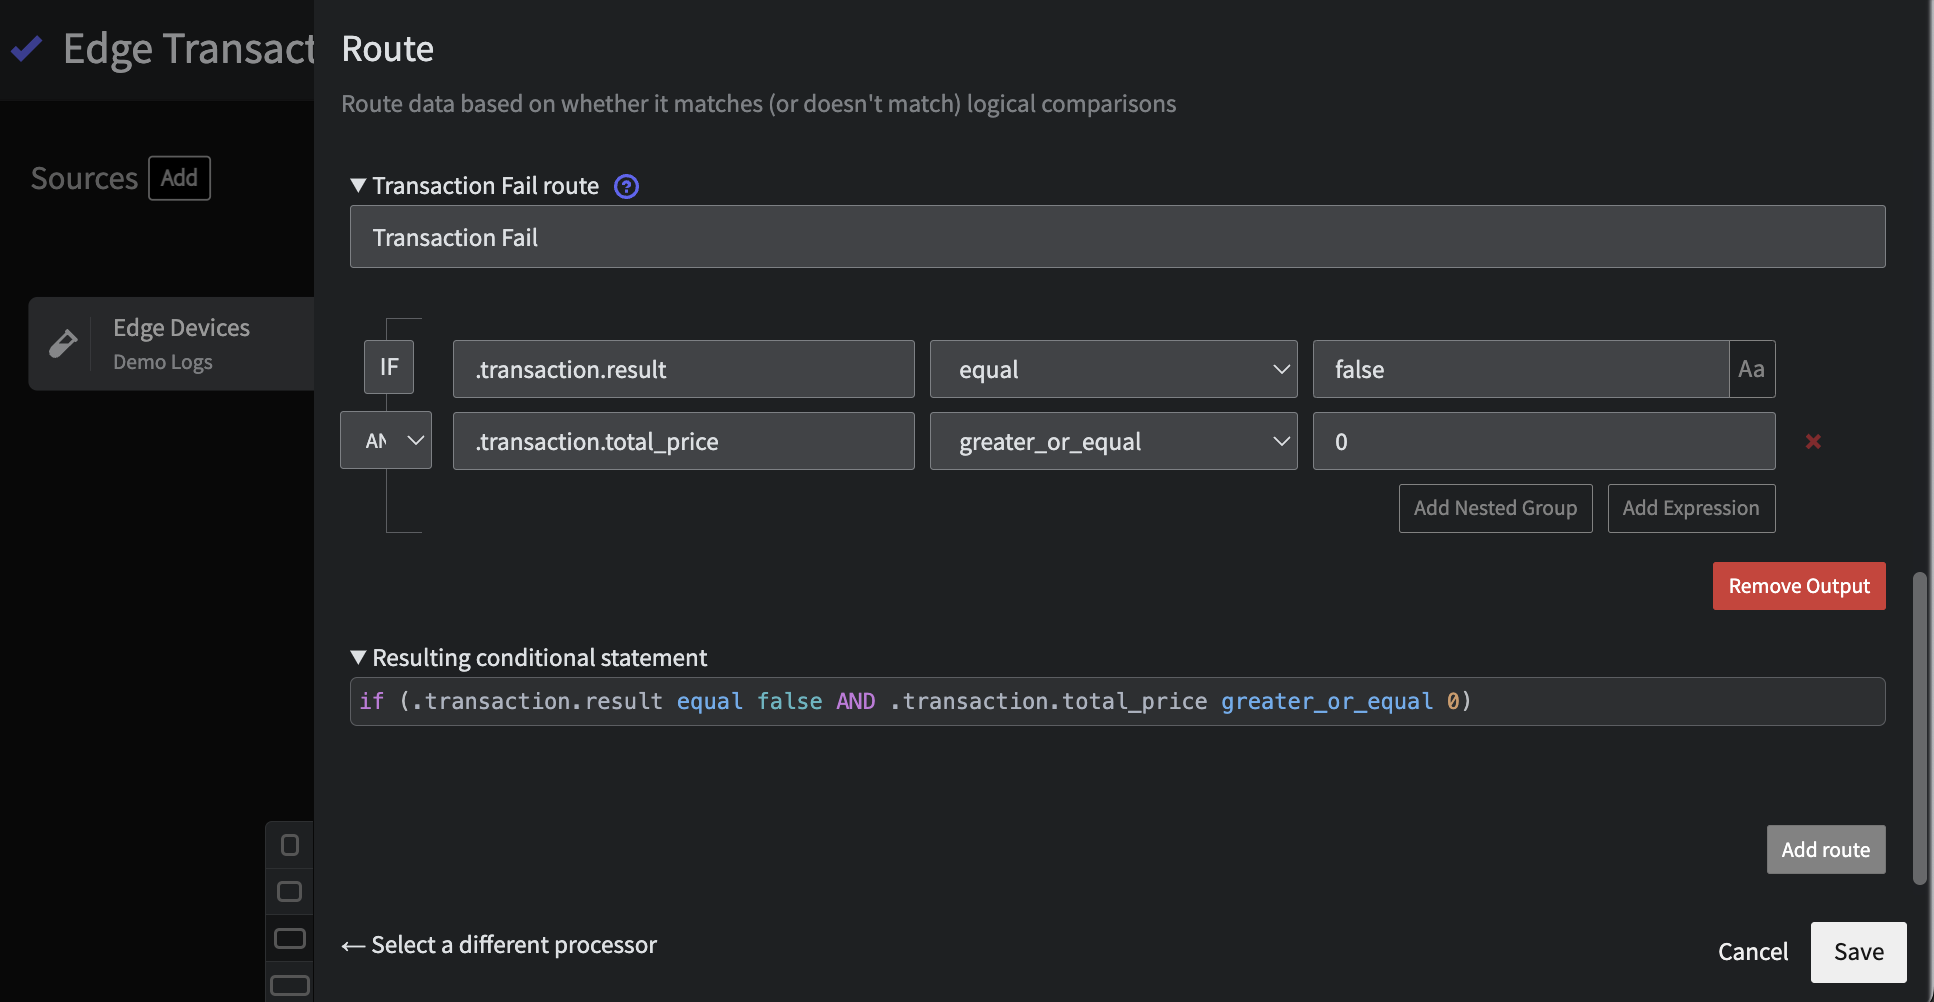 Edge Transact
Route
Route data based on whether it matches (or doesn't match) logical comparisons
Sources Add
Transaction Fail route ?
Transaction Fail
Edge Devices
Demo Logs
IF .transaction.result equal false Aa
AN .transaction.total_price greater_or_equal 0
Add Nested Group Add Expression
Remove Output
Resulting conditional statement
if (.transaction.result equal false AND .transaction.total_price greater_or_equal 0)
Add route
← Select a different processor
Cancel Save